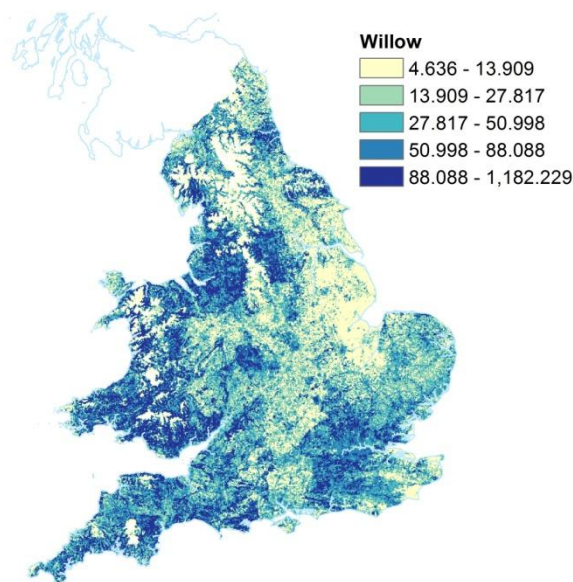 Willow
4.636 - 13.909
13.909 - 27.817
27.817 - 50.998
50.998 - 88.088
88.088 - 1,182.229